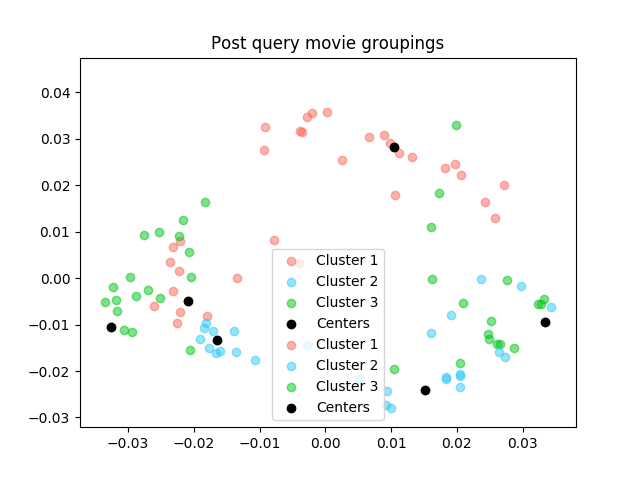 Post query movie groupings
0.04
0.03
0.02
0.01
0.00
−0.01
−0.02
−0.03
Cluster 1
Cluster 2
Cluster 3
Centers
Cluster 1
Cluster 2
Cluster 3
Centers
−0.03 −0.02 −0.01 0.00 0.01 0.02 0.03